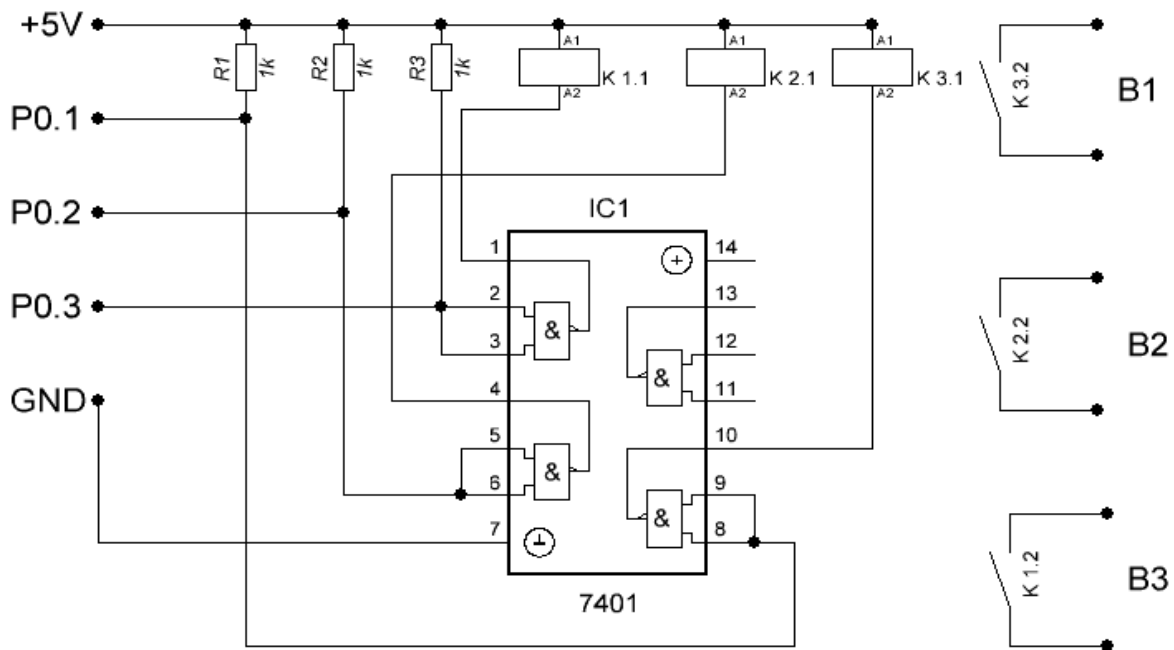 +5V
R1 1k
R2 1k
R3 1k
A1
K 1.1
A2
A1
K 2.1
A2
A1
K 3.1
A2
K 3.2
B1
P0.1
P0.2
P0.3
GND
IC1
1
2
3
4
5
6
7
14
13
12
11
10
9
8
&
&
&
&
7401
K 2.2
B2
K 1.2
B3